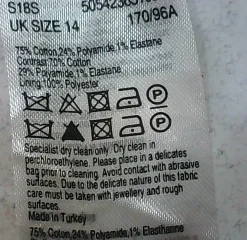 S18S
UK SIZE 14 170/96A
75% Cotton,24% Polyamide,1% Elastane
Contrast:70% Cotton
29% Polyamide,1% Elastane
Lining:100% Polyester
P
P
Specialist dry clean only. Dry clean in
perchloroethylene. Please place in a delicates
bag prior to cleaning. Avoid contact with abrasive
surfaces. Due to the delicate nature of this fabric
care must be taken with jewellery and rough
surfaces.
Made in Turkey
75% Coton,24% Polyamide,1% Elasthanne